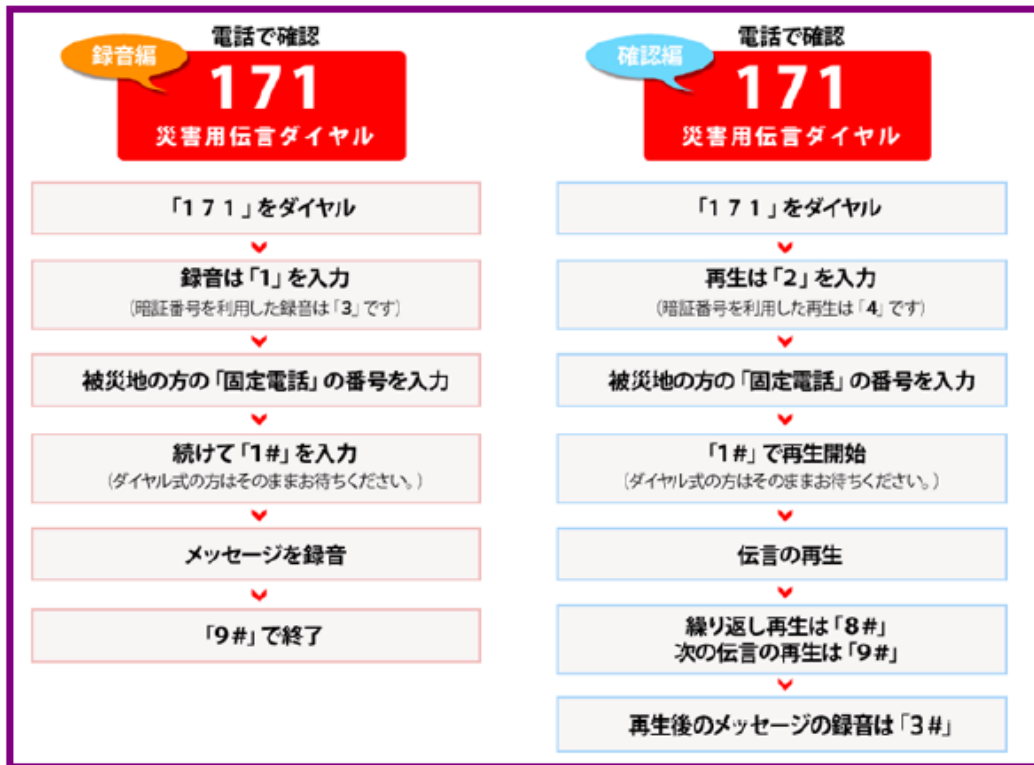 録音編
電話で確認
171
災害用伝言ダイヤル
「171」をダイヤル
録音は「1」を入力
(暗証番号を利用した録音は「3」です)
被災地の方の「固定電話」の番号を入力
続けて「1#」を入力
(ダイヤル式の方はそのままお待ちください。)
メッセージを録音
「9#」で終了
確認編
電話で確認
171
災害用伝言ダイヤル
「171」をダイヤル
再生は「2」を入力
(暗証番号を利用した再生は「4」です)
被災地の方の「固定電話」の番号を入力
「1#」で再生開始
(ダイヤル式の方はそのままお待ちください。)
伝言の再生
繰り返し再生は「8#」
次の伝言の再生は「9#」
再生後のメッセージの録音は「3#」